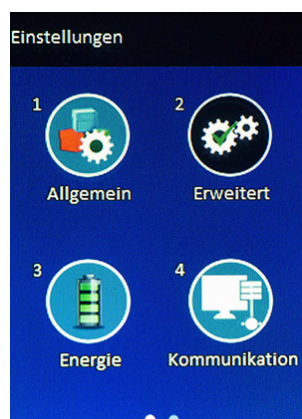 Einstellungen
1
2
Allgemein
Erweitert
3
4
Energie
Kommunikation